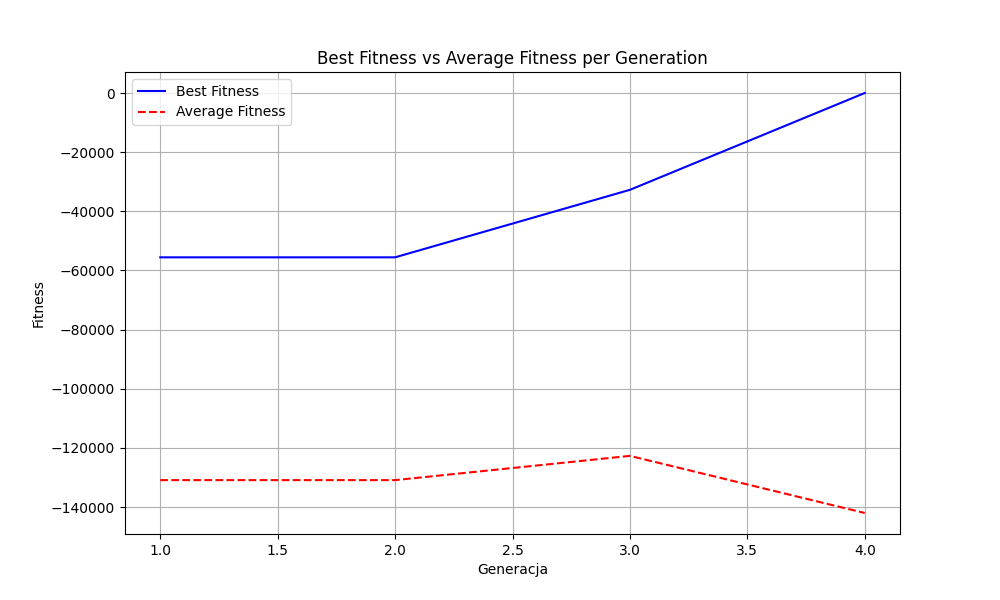 Best Fitness vs Average Fitness per Generation
Best Fitness
Average Fitness
0
−20000
−40000
−60000
−80000
−100000
−120000
−140000
Fitness
1.0 1.5 2.0 2.5 3.0 3.5 4.0
Generacja